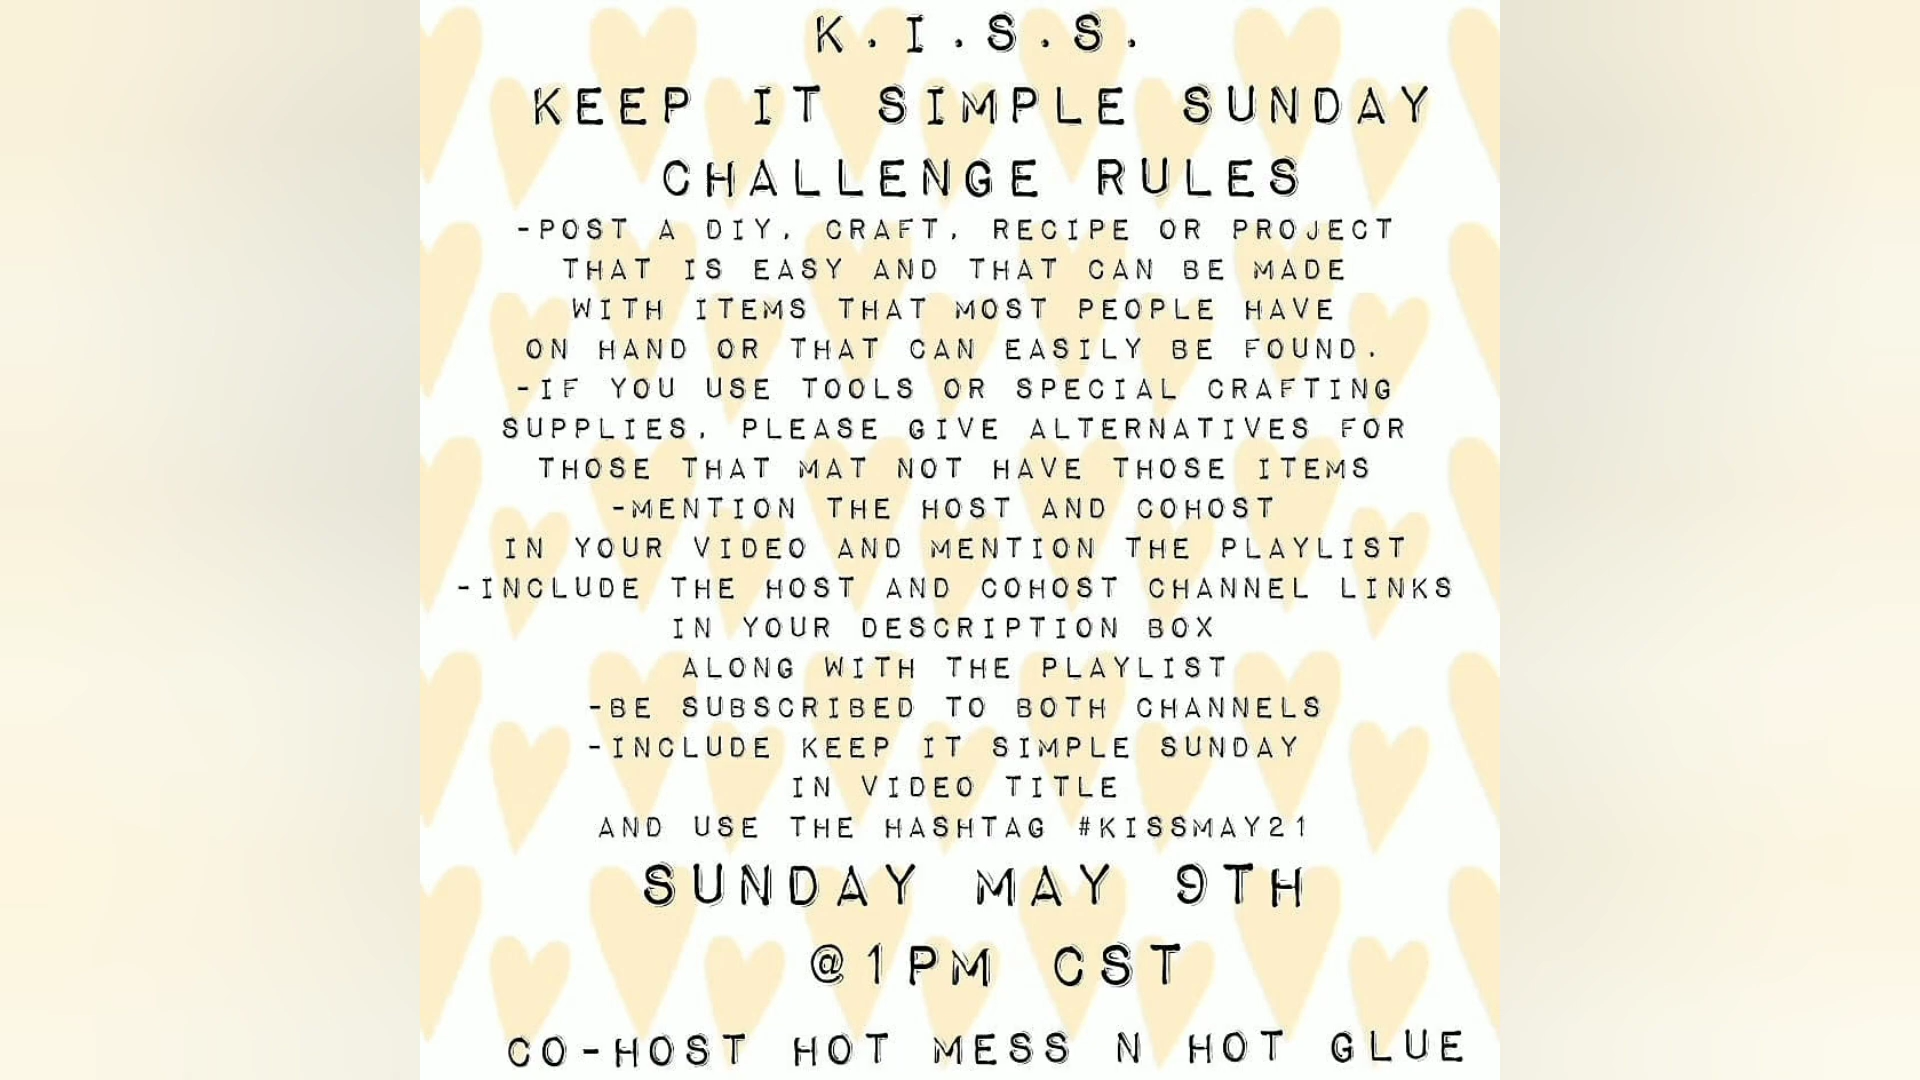 K.I.S.S.
KEEP IT SIMPLE SUNDAY
CHALLENGE RULES
-POST A DIY, CRAFT, RECIPE OR PROJECT
THAT IS EASY AND THAT CAN BE MADE
WITH ITEMS THAT MOST PEOPLE HAVE
ON HAND OR THAT CAN EASILY BE FOUND.
-IF YOU USE TOOLS OR SPECIAL CRAFTING
SUPPLIES, PLEASE GIVE ALTERNATIVES FOR
THOSE THAT MAT NOT HAVE THOSE ITEMS
-MENTION THE HOST AND COHOST
IN YOUR VIDEO AND MENTION THE PLAYLIST
-INCLUDE THE HOST AND COHOST CHANNEL LINKS
IN YOUR DESCRIPTION BOX
ALONG WITH THE PLAYLIST
-BE SUBSCRIBED TO BOTH CHANNELS
-INCLUDE KEEP IT SIMPLE SUNDAY
IN VIDEO TITLE
AND USE THE HASHTAG #KISSMAY21
SUNDAY MAY 9TH
@1PM CST
CO-HOST HOT MESS N HOT GLUE